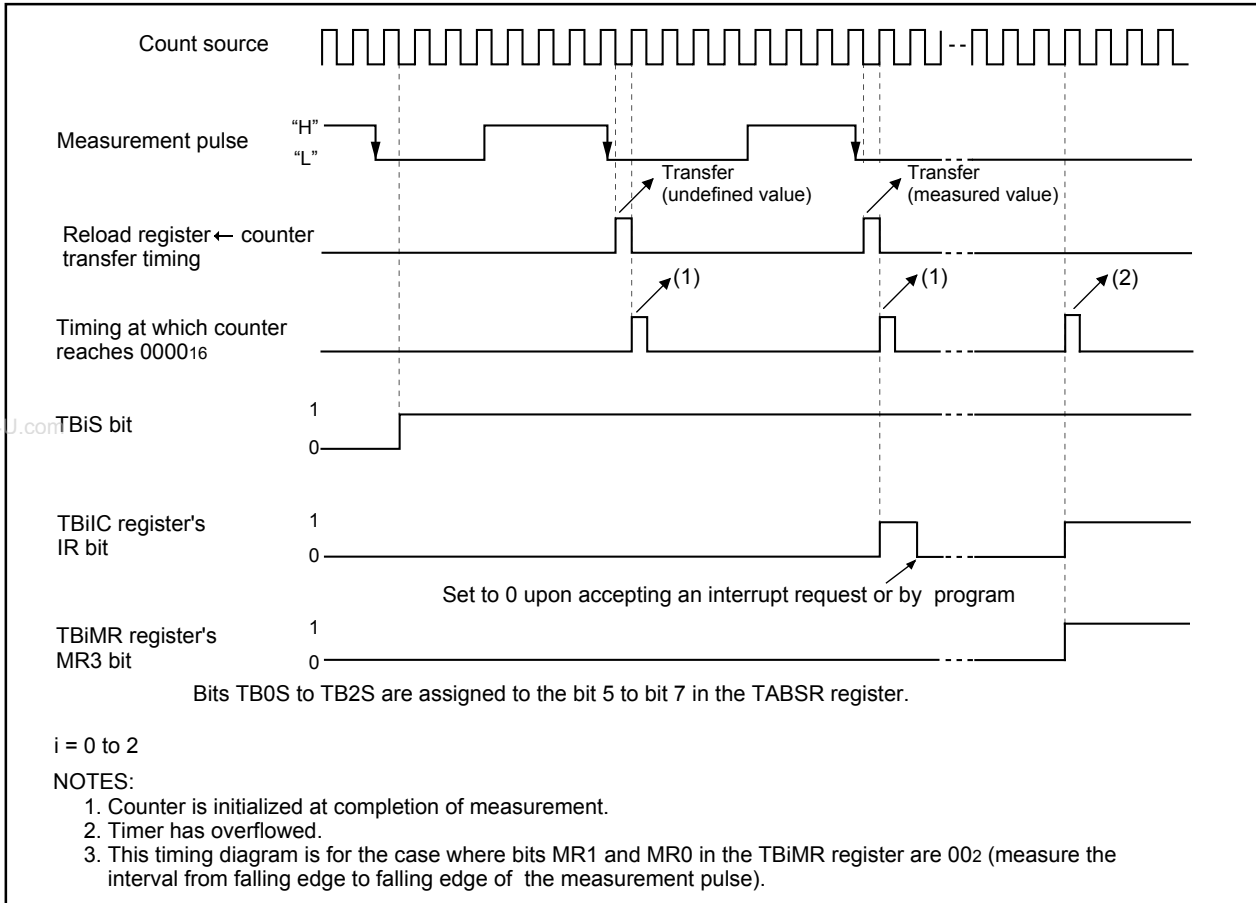 Count source
Measurement pulse
“H”
“L”
Transfer
(undefined value)
Transfer
(measured value)
Reload register ← counter
transfer timing
(1)
(1)
(2)
Timing at which counter
reaches 000016
U.com
TBiS bit
1
0
TBiIC register's
IR bit
1
0
Set to 0 upon accepting an interrupt request or by program
TBiMR register's
MR3 bit
1
0
Bits TB0S to TB2S are assigned to the bit 5 to bit 7 in the TABSR register.
i = 0 to 2
NOTES:
1. Counter is initialized at completion of measurement.
2. Timer has overflowed.
3. This timing diagram is for the case where bits MR1 and MR0 in the TBiMR register are 002 (measure the
interval from falling edge to falling edge of the measurement pulse).